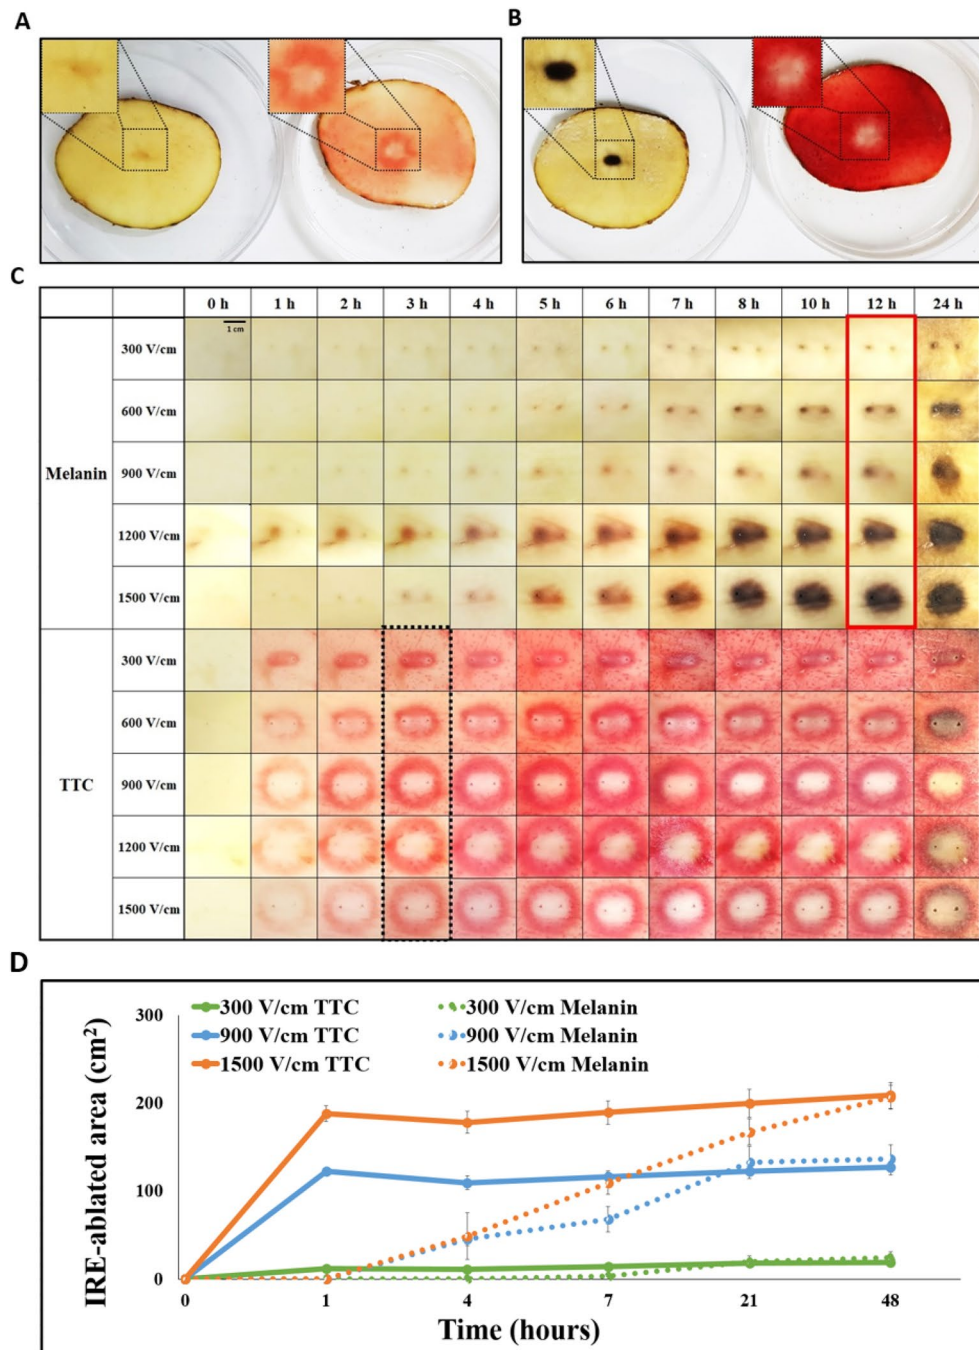 A
B
C
0 h 1 h 2 h 3 h 4 h 5 h 6 h 7 h 8 h 10 h 12 h 24 h
1 cm
Melanin
300 V/cm
600 V/cm
900 V/cm
1200 V/cm
1500 V/cm
TTC
300 V/cm
600 V/cm
900 V/cm
1200 V/cm
1500 V/cm
D
300 V/cm TTC 300 V/cm Melanin
900 V/cm TTC 900 V/cm Melanin
1500 V/cm TTC 1500 V/cm Melanin
IRE-ablated area (cm²)
300
200
100
0
0 1 4 7 21 48
Time (hours)